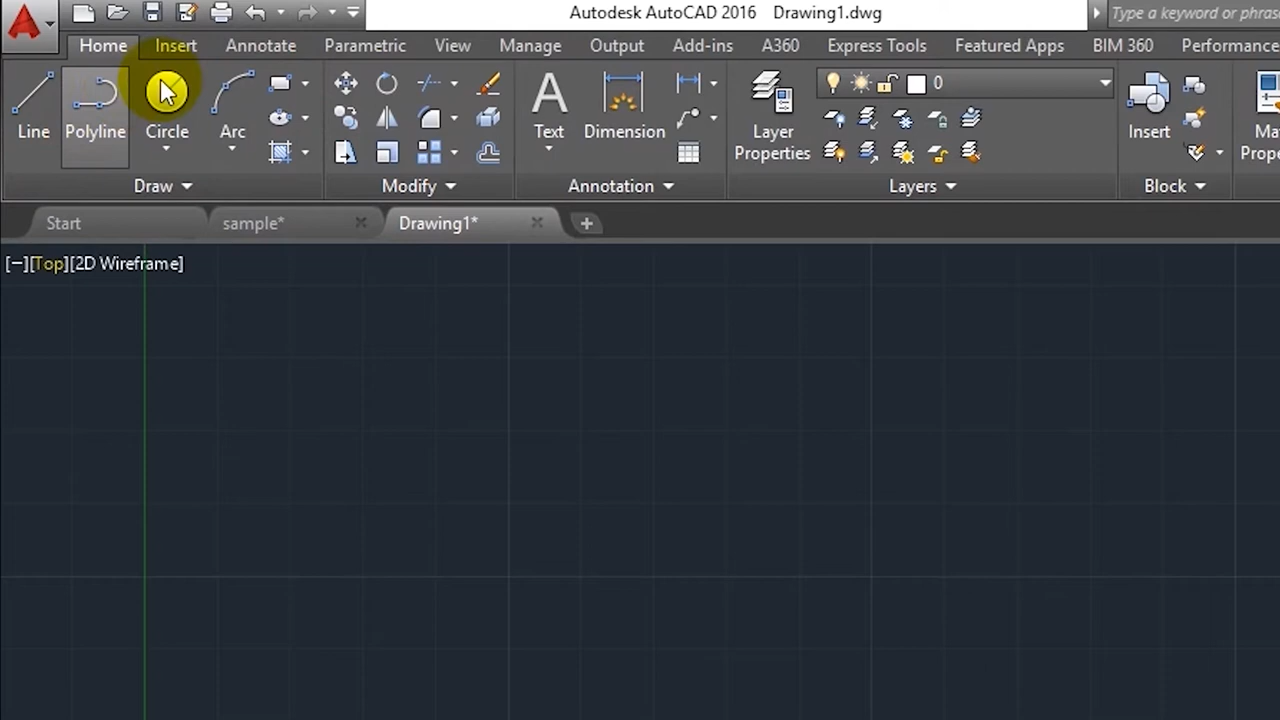 Autodesk AutoCAD 2016 Drawing1.dwg
Type a keyword or phras
Home Insert Annotate Parametric View Manage Output Add-ins A360 Express Tools Featured Apps BIM 360 Performance
0
Line Polyline Circle Arc
Text Dimension
Layer Properties
Insert
Ma
Prope
Draw Modify Annotation Layers Block
Start sample* Drawing1*
[−][Top][2D Wireframe]